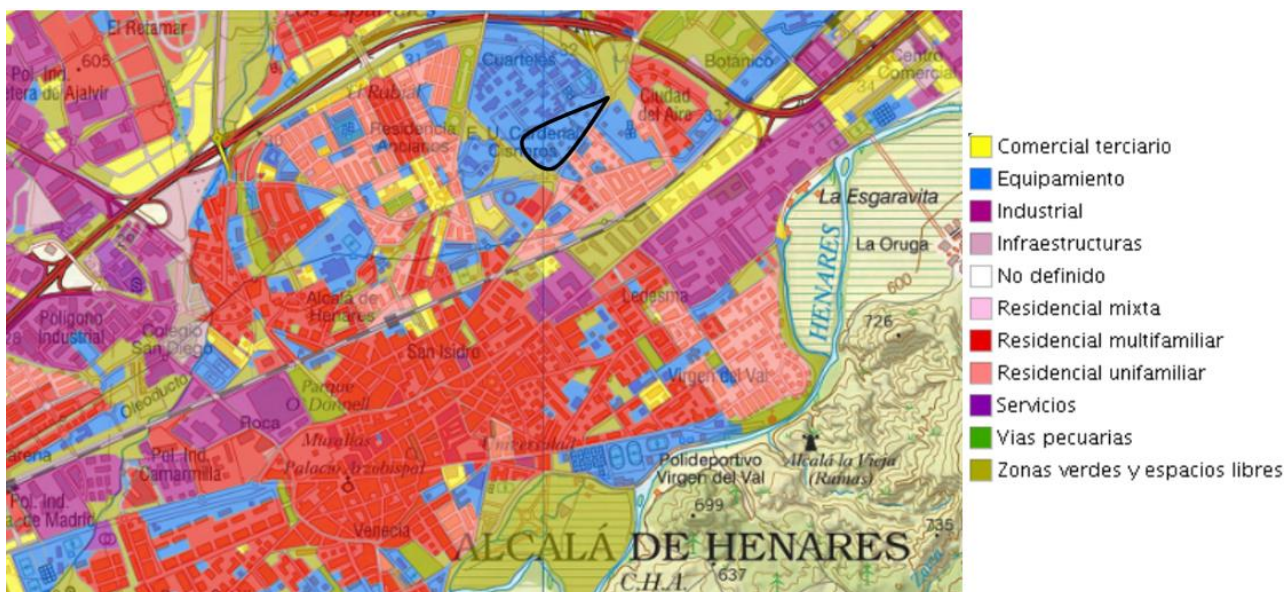 El Retamar
605
Pol. Ind.
31
32
Cuarteles
Botánico
Centro
Comercial
34
El Rubial
Ciudad
del Aire
33
Residencia
Ancianos
E. U. Cardenal
Cisneros
La Esgaravita
La Oruga
HENARES
600
726
Alcalá de
Henares
Ledesma
Polígono
Industrial
Colegio
San Diego
San Isidro
Virgen del Val
Parque
O'Donnell
Oleoducto
Roca
Murallas
Universidad
Pol. Ind.
Camarmilla
Palacio Arzobispal
Polideportivo
Virgen del Val
Alcalá la Vieja
(Ruinas)
Pol. Ind.
de Madrid
Venecia
699
735
ALCALÁ DE HENARES
C.H.A.
637
Comercial terciario
Equipamiento
Industrial
Infraestructuras
No definido
Residencial mixta
Residencial multifamiliar
Residencial unifamiliar
Servicios
Vias pecuarias
Zonas verdes y espacios libres